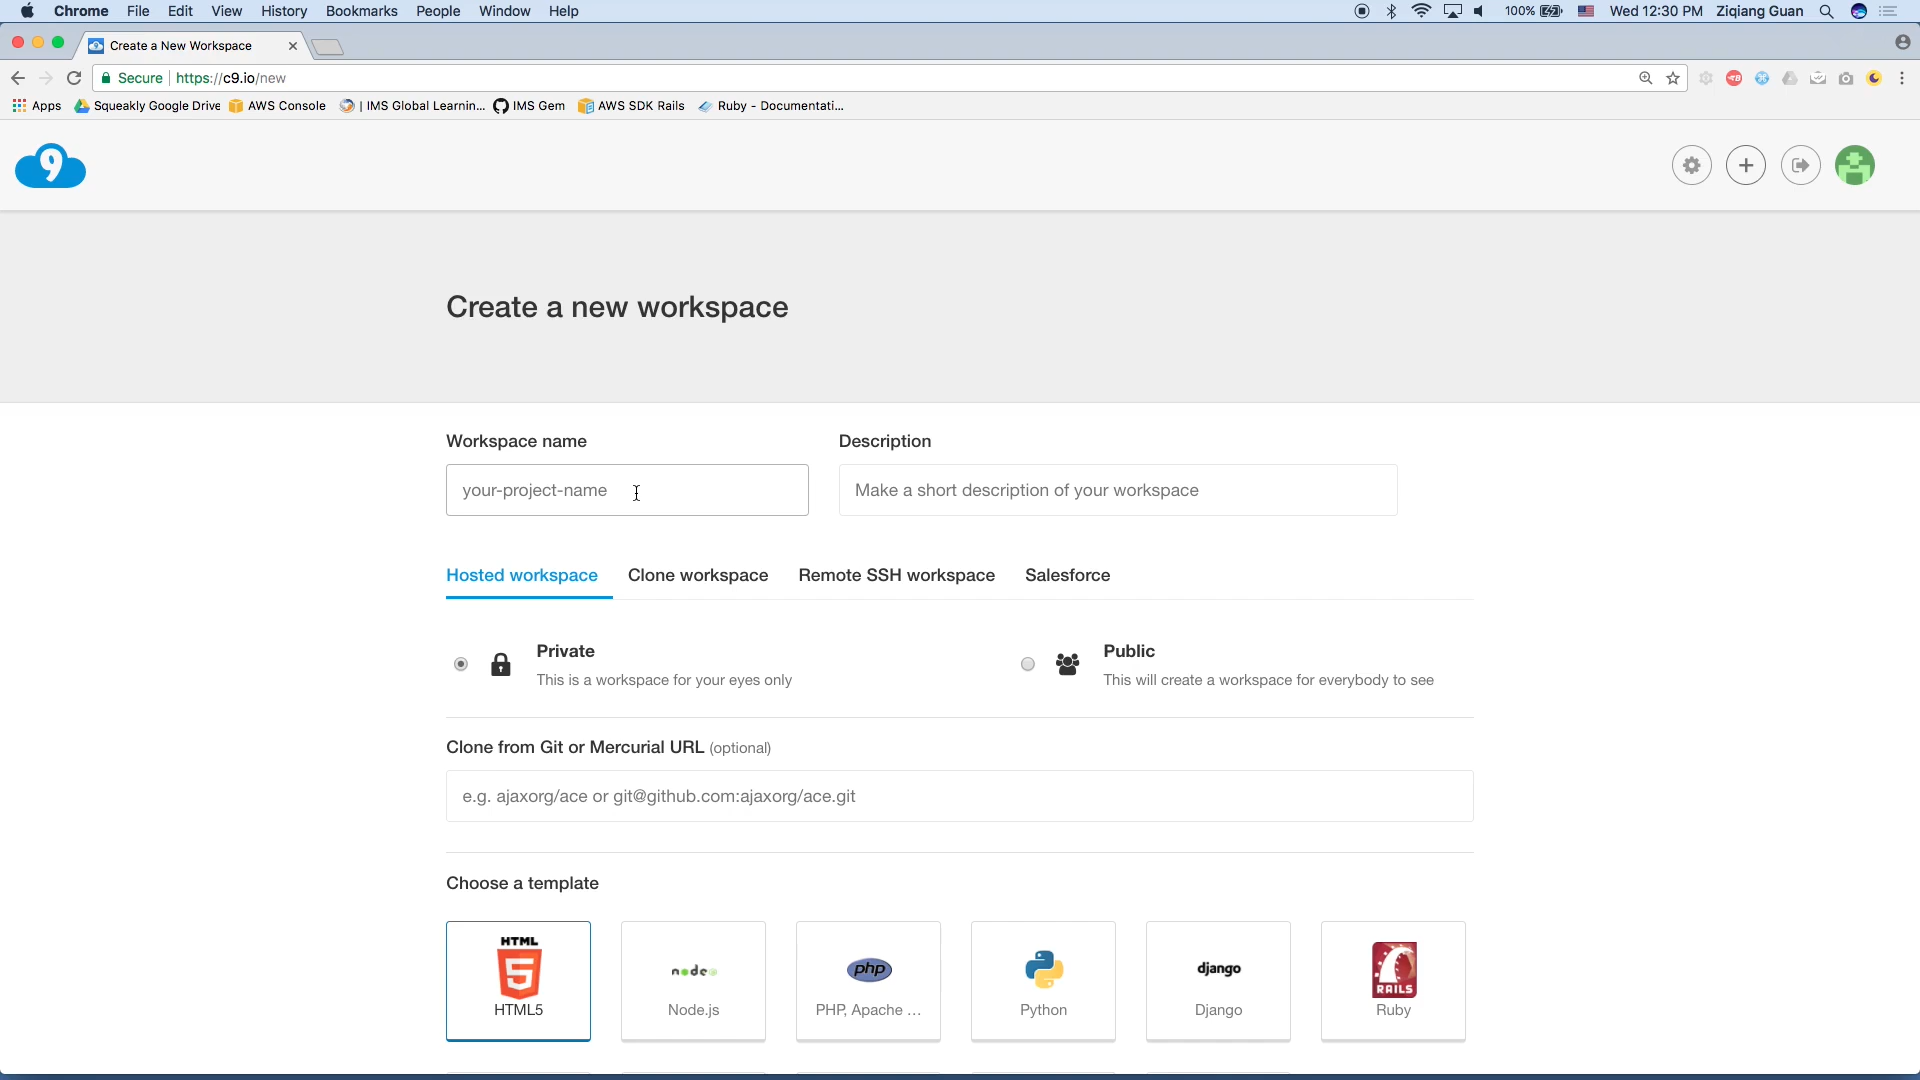 Chrome File Edit View History Bookmarks People Window Help 100% Wed 12:30 PM Ziqiang Guan
Create a New Workspace
Secure https://c9.io/new
Apps Squeakly Google Drive AWS Console | IMS Global Learnin... IMS Gem AWS SDK Rails Ruby - Documentati...
9
Create a new workspace
Workspace name Description
your-project-name Make a short description of your workspace
Hosted workspace Clone workspace Remote SSH workspace Salesforce
Private Public
This is a workspace for your eyes only This will create a workspace for everybody to see
Clone from Git or Mercurial URL (optional)
e.g. ajaxorg/ace or git@github.com:ajaxorg/ace.git
Choose a template
HTML 5 node php django RAILS
HTML5 Node.js PHP, Apache ... Python Django Ruby